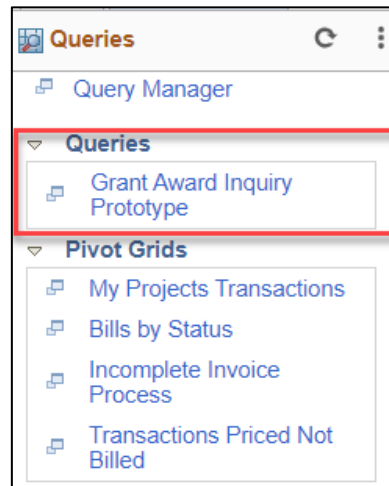 Queries
Query Manager
Queries
Grant Award Inquiry
Prototype
Pivot Grids
My Projects Transactions
Bills by Status
Incomplete Invoice
Process
Transactions Priced Not
Billed